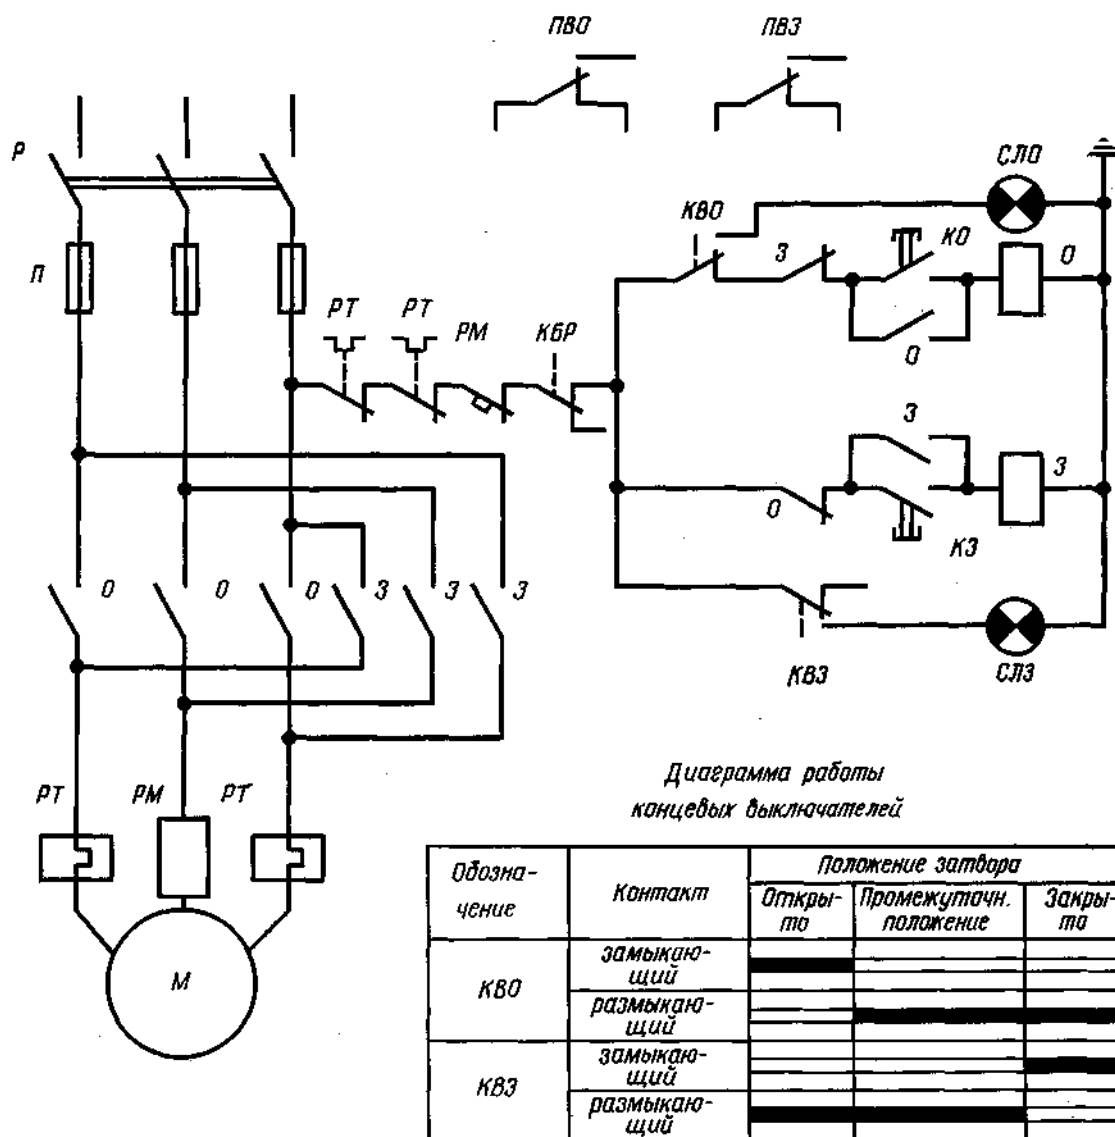 ПВО
ПВЗ
Р
СЛО
КВО
КО
З
О
П
РТ
РТ
РМ
КБР
О
З
О
З
КЗ
О
О
О
З
З
З
КВЗ
СЛЗ
РТ
РМ
РТ
М
Диаграмма работы
концевых выключателей
Обозна-
чение
Контакт
Положение затвора
Откры-
то
Промежуточн.
положение
Закры-
то
КВО
замыкаю-
щий
размыкаю-
щий
КВЗ
замыкаю-
щий
размыкаю-
щий